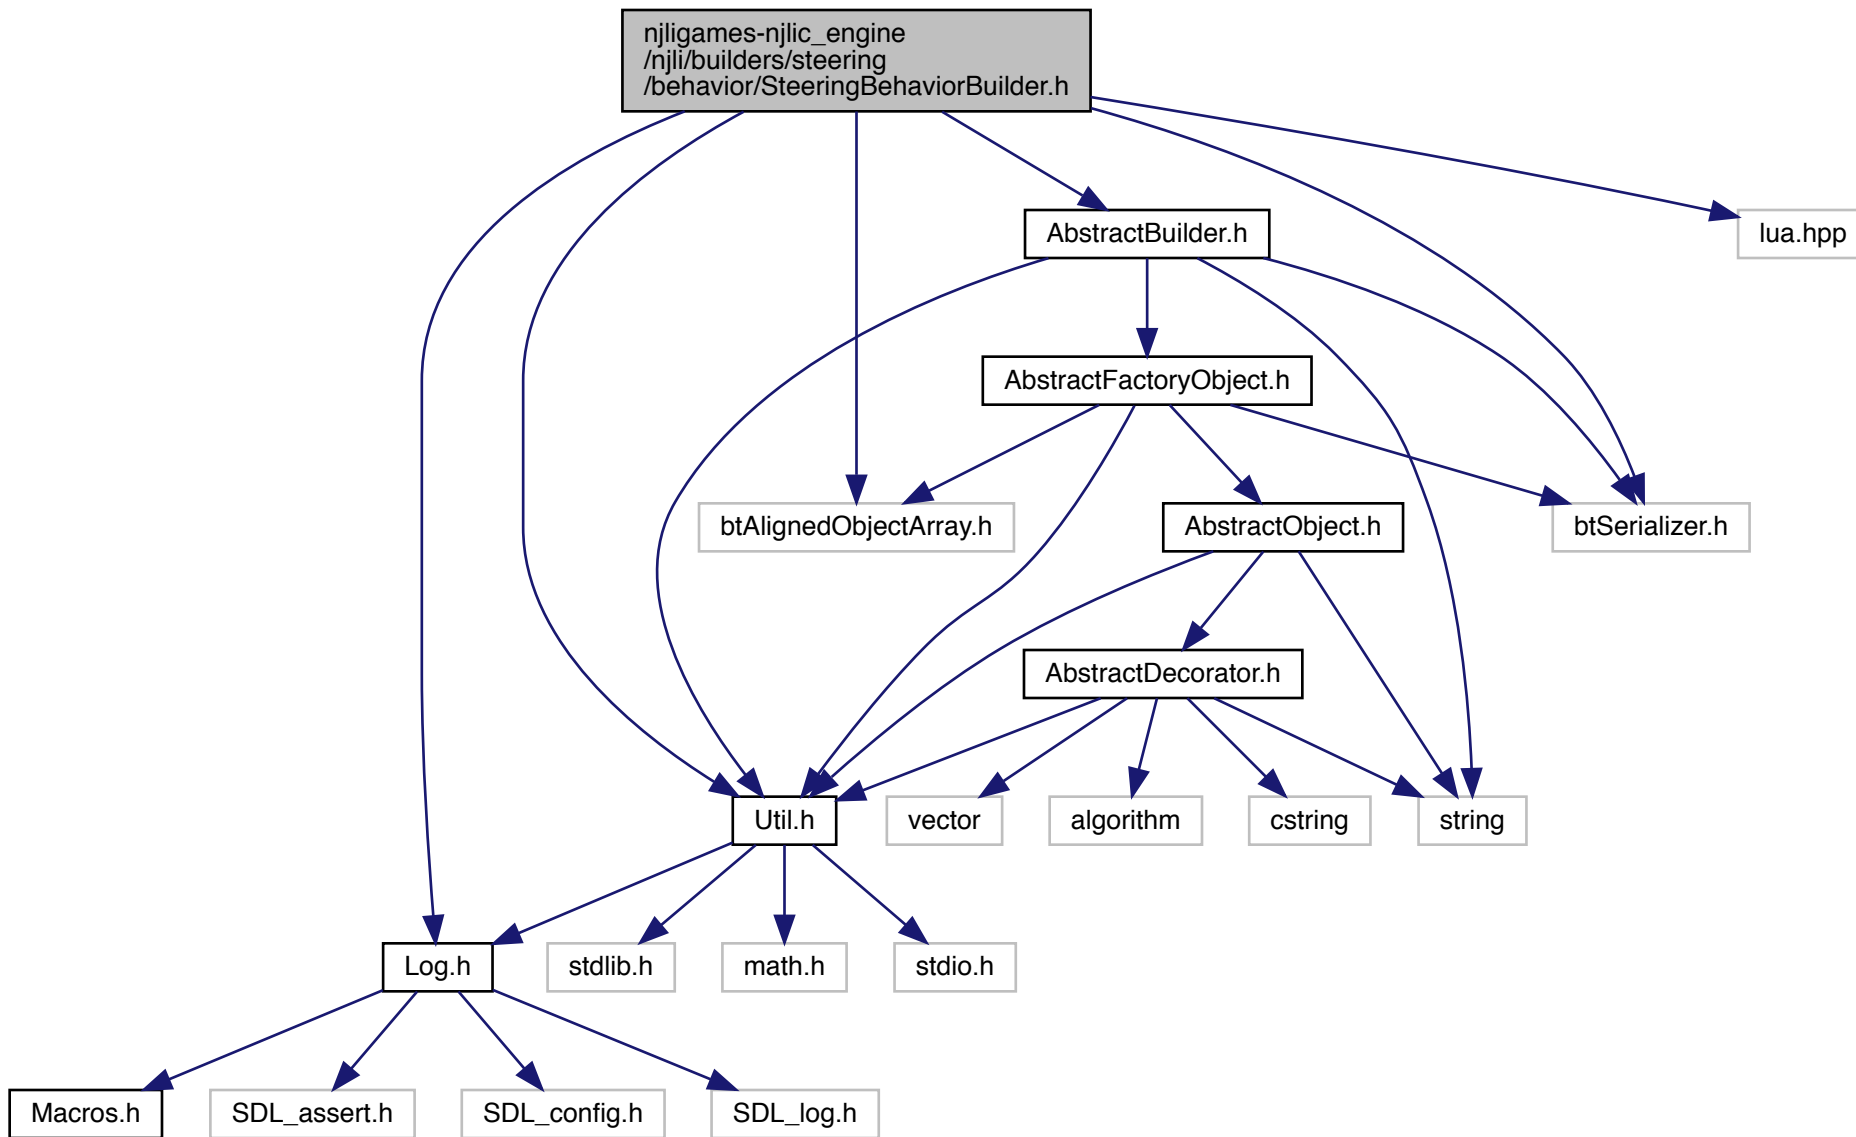 njligames-njlic_engine
/njli/builders/steering
/behavior/SteeringBehaviorBuilder.h
AbstractBuilder.h
lua.hpp
AbstractFactoryObject.h
btAlignedObjectArray.h
AbstractObject.h
btSerializer.h
AbstractDecorator.h
Util.h
vector
algorithm
cstring
string
Log.h
stdlib.h
math.h
stdio.h
Macros.h
SDL_assert.h
SDL_config.h
SDL_log.h